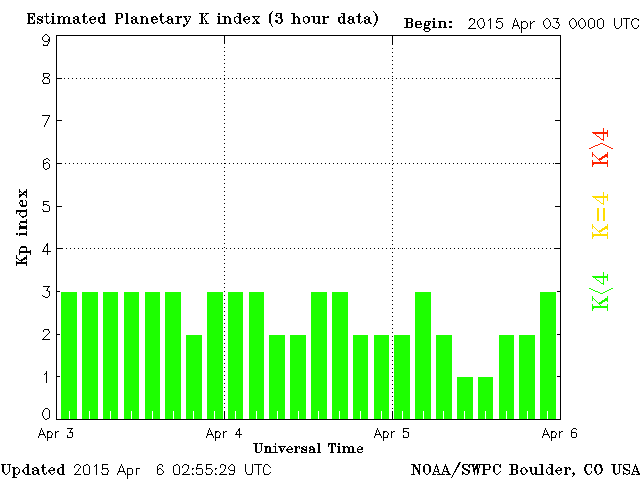 Estimated Planetary K index (3 hour data) Begin: 2015 Apr 03 0000 UTC
9
8
7
6
5
4
3
2
1
0
Kp index
K>4
K=4
K<4
Apr 3 Apr 4 Apr 5 Apr 6
Universal Time
Updated 2015 Apr 6 02:55:29 UTC NOAA/SWPC Boulder, CO USA